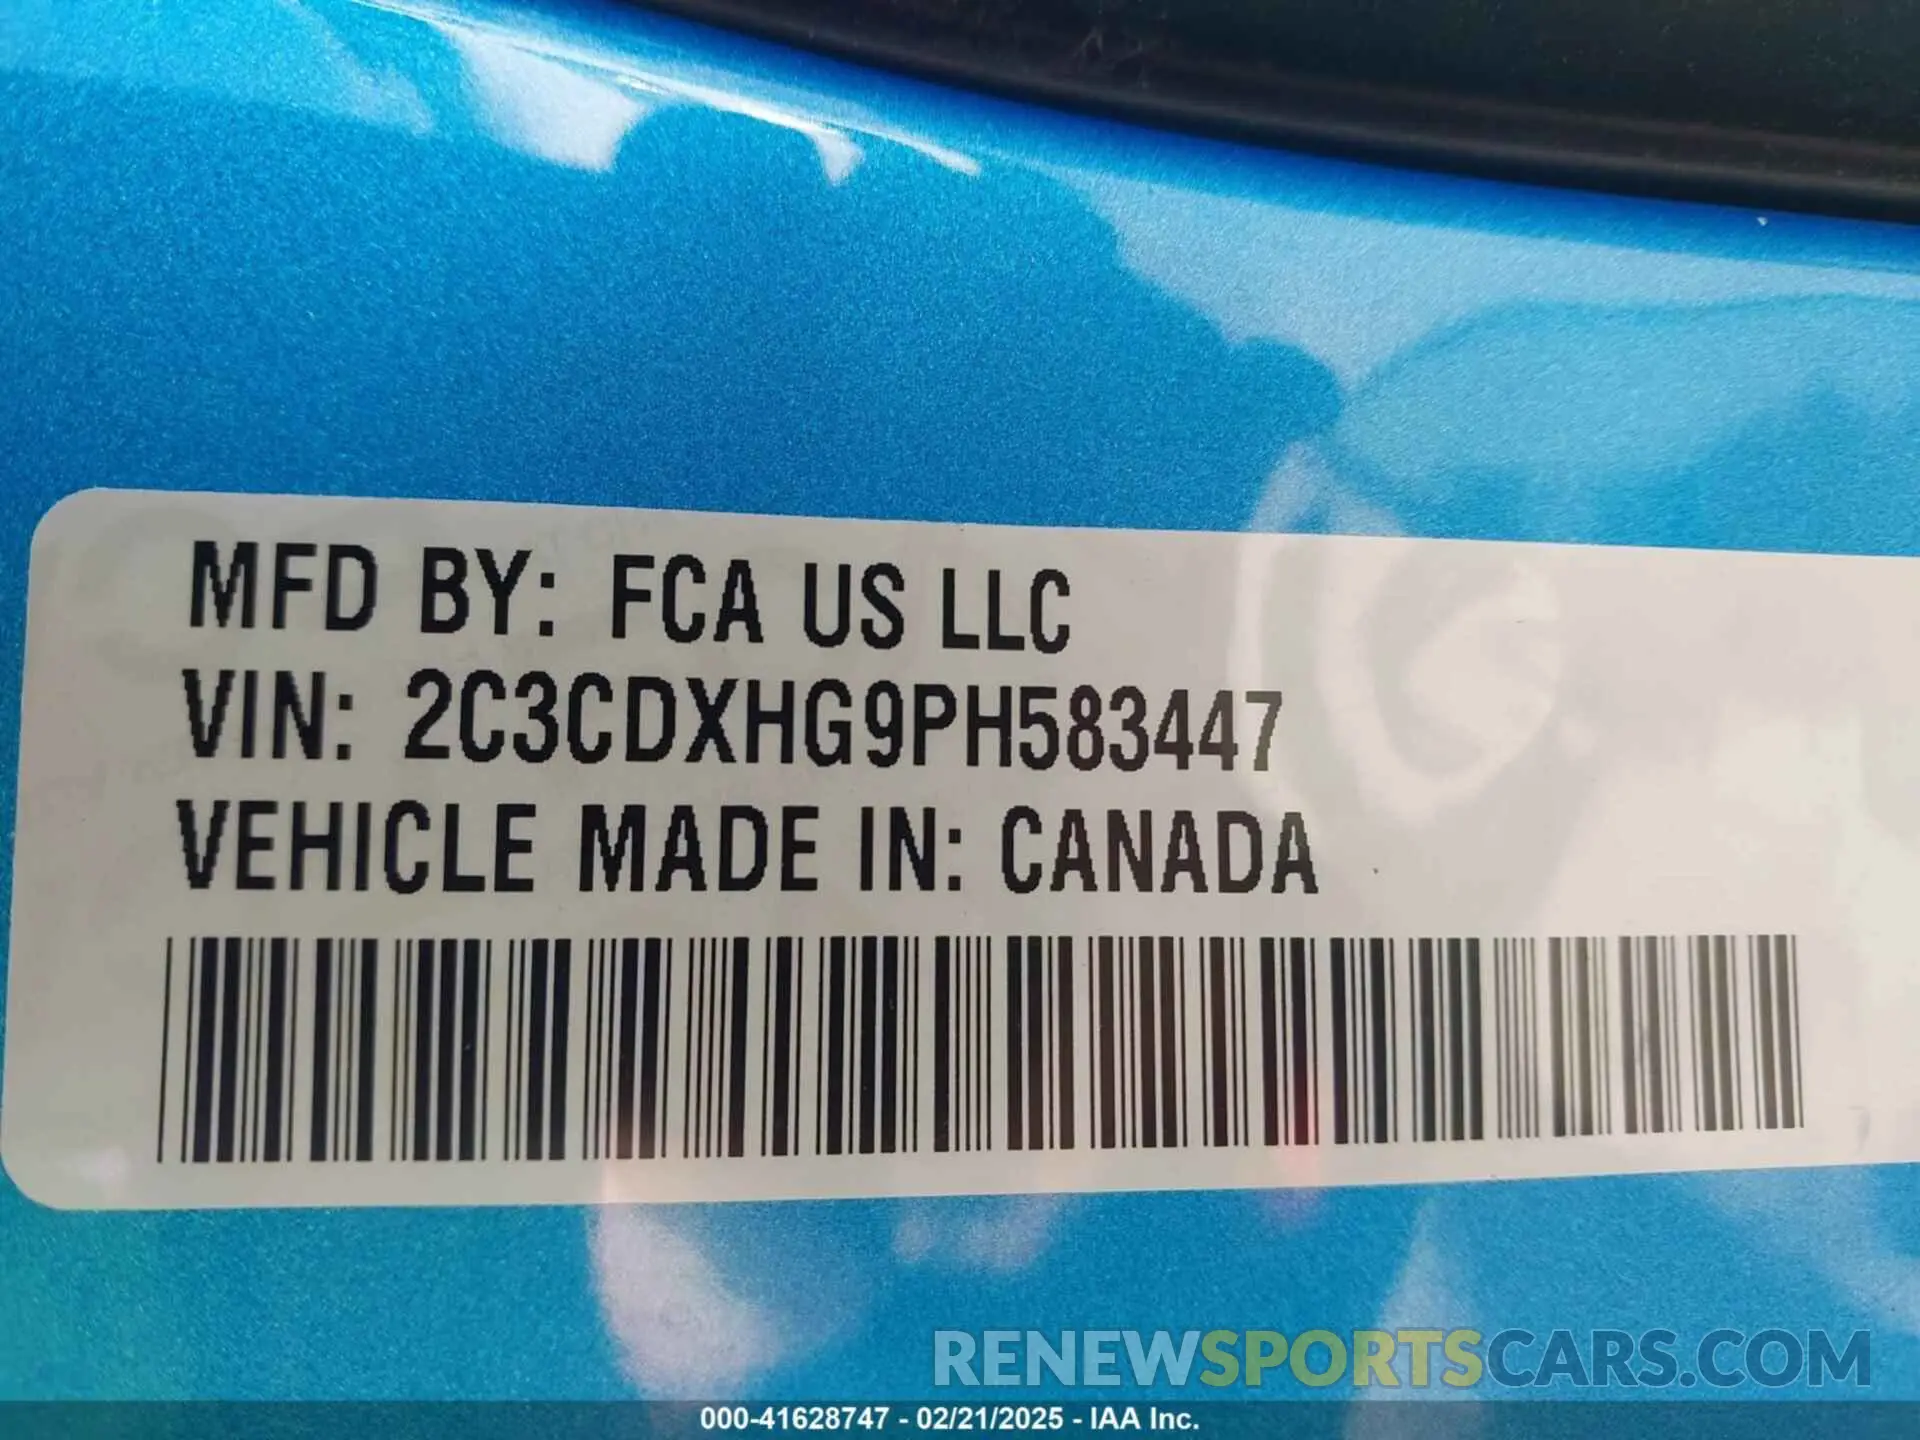 MFD BY: FCA US LLC
VIN: 2C3CDXHG9PH583447
VEHICLE MADE IN: CANADA
RENEWSPORTSCARS.COM
000-41628747 - 02/21/2025 - IAA Inc.